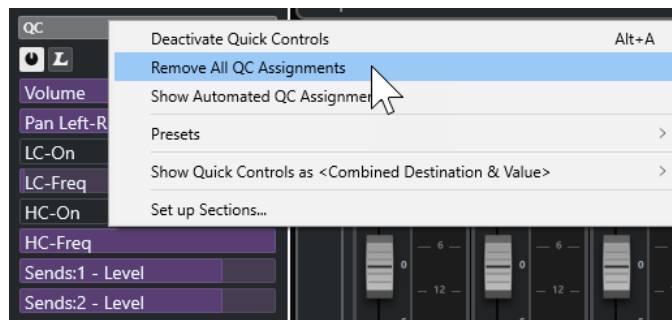 QC
Deactivate Quick Controls Alt+A
L
Remove All QC Assignments
Volume
Show Automated QC
Pan Left-R
Presets
LC-On
Show Quick Controls as <Combined Destination & Value>
LC-Freq
HC-On
Set up Sections...
HC-Freq
6 6
0 0 0
Sends:1 - Level
12 12
Sends:2 - Level